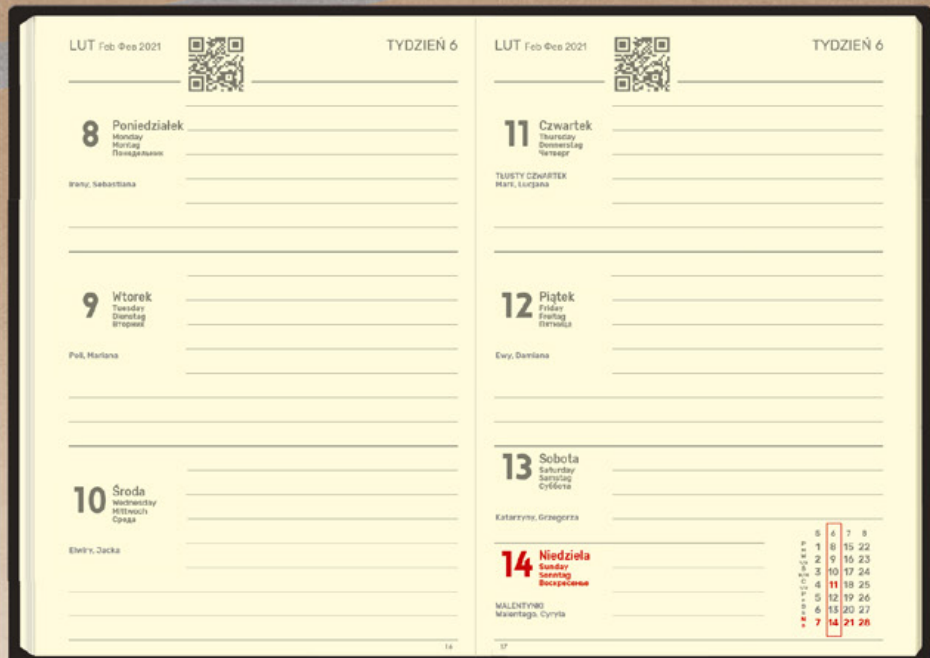 LUT Feb Фев 2021
TYDZIEŃ 6
8
Poniedziałek
Monday
Montag
Понедельник
Ireny, Sebastiana
9
Wtorek
Tuesday
Dienstag
Вторник
Poli, Mariana
10
Środa
Wednesday
Mittwoch
Среда
Elwiry, Jacka
16
LUT Feb Фев 2021
TYDZIEŃ 6
11
Czwartek
Thursday
Donnerstag
Четверг
TŁUSTY CZWARTEK
Marii, Lucjana
12
Piątek
Friday
Freitag
Пятница
Ewy, Damiana
13
Sobota
Saturday
Samstag
Суббота
Katarzyny, Grzegorza
14
Niedziela
Sunday
Sonntag
Воскресенье
WALENTYNKI
Walentego, Cyryla
5 6 7 8
1 8 15 22
2 9 16 23
3 10 17 24
4 11 18 25
5 12 19 26
6 13 20 27
7 14 21 28
17